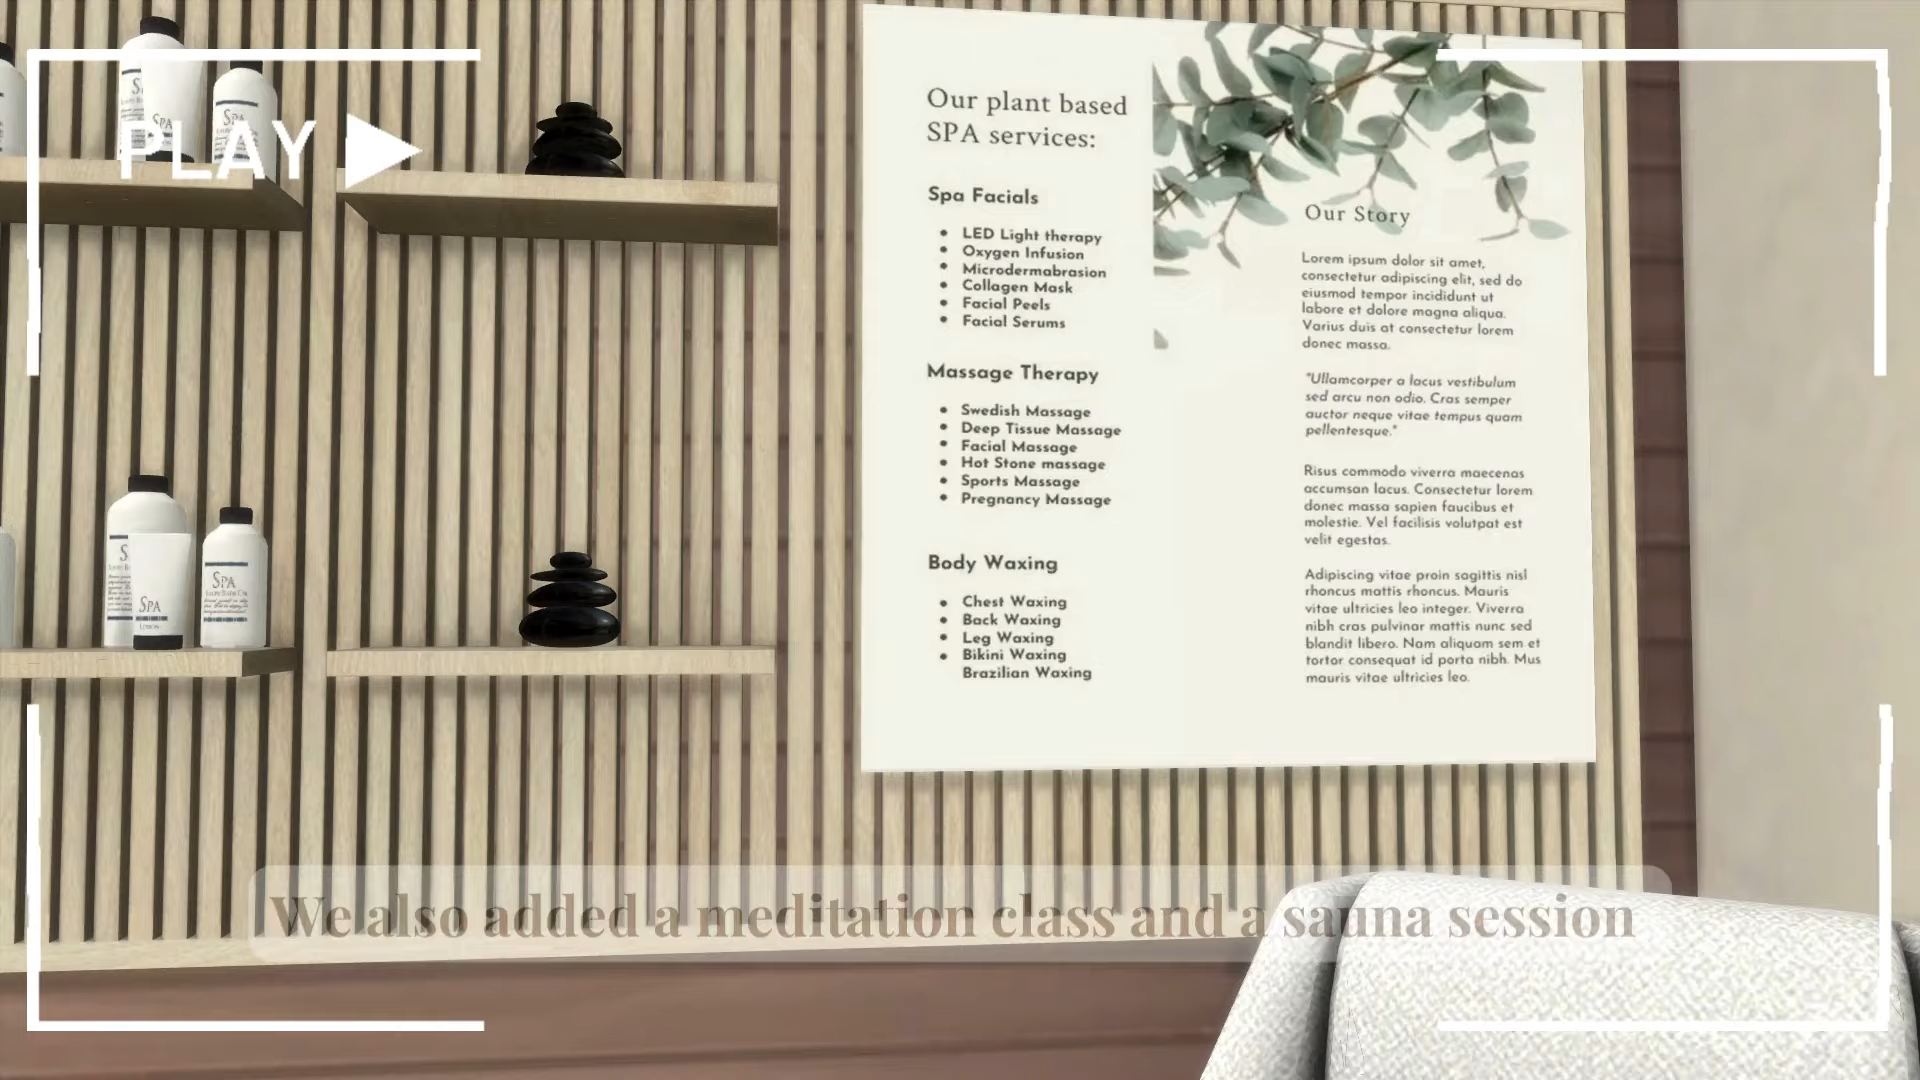 PLAY
Our plant based
SPA services:
Spa Facials
LED Light therapy
Oxygen Infusion
Microdermabrasion
Collagen Mask
Facial Peels
Facial Serums
Massage Therapy
Swedish Massage
Deep Tissue Massage
Facial Massage
Hot Stone massage
Sports Massage
Pregnancy Massage
Body Waxing
Chest Waxing
Back Waxing
Leg Waxing
Bikini Waxing
Brazilian Waxing
Our Story
Lorem ipsum dolor sit amet,
consectetur adipiscing elit, sed do
eiusmod tempor incididunt ut
labore et dolore magna aliqua.
Varius duis at consectetur lorem
donec massa.
"Ullamcorper a lacus vestibulum
sed arcu non odio. Cras semper
auctor neque vitae tempus quam
pellentesque."
Risus commodo viverra maecenas
accumsan lacus. Consectetur lorem
donec massa sapien faucibus et
molestie. Vel facilisis volutpat est
velit egestas.
Adipiscing vitae proin sagittis nisl
rhoncus mattis rhoncus. Mauris
vitae ultricies leo integer. Viverra
nibh cras pulvinar mattis nunc sed
blandit libero. Nam aliquam sem et
tortor consequat id porta nibh. Mus
mauris vitae ultricies leo.
SPA
SPA
SPA
LOTION
SPA
We also added a meditation class and a sauna session